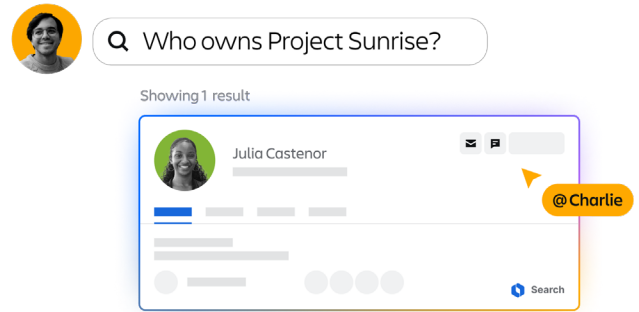 Who owns Project Sunrise?
Showing 1 result
Julia Castenor
@Charlie
Search